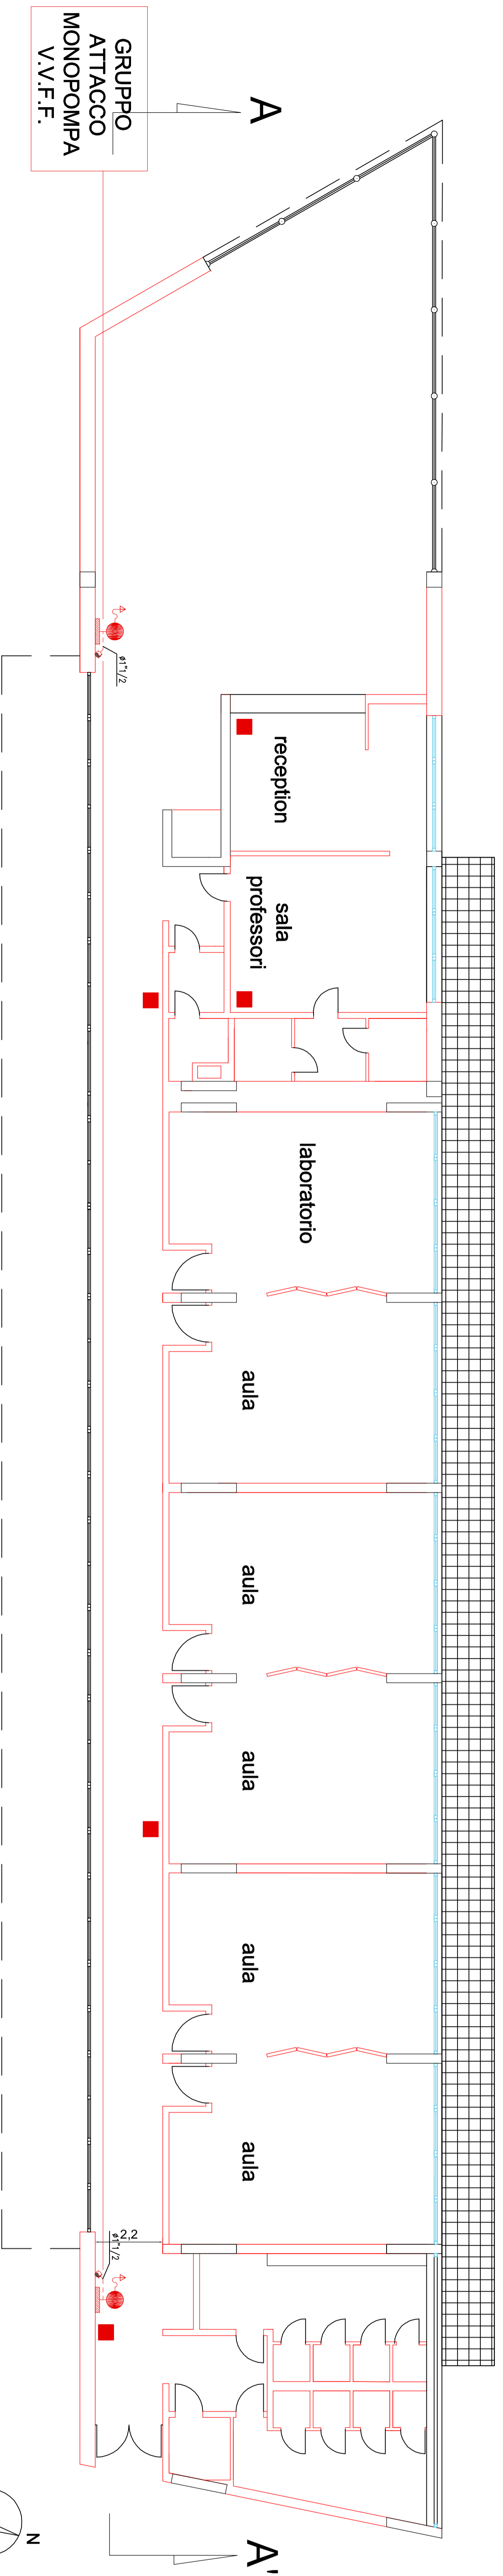 GRUPPO
ATTACCO
MONOPOMPA
V.V.F.F.
A
ø1"1/2
reception
sala
professori
laboratorio
aula
aula
aula
aula
aula
2,2
ø1"1/2
A'
N